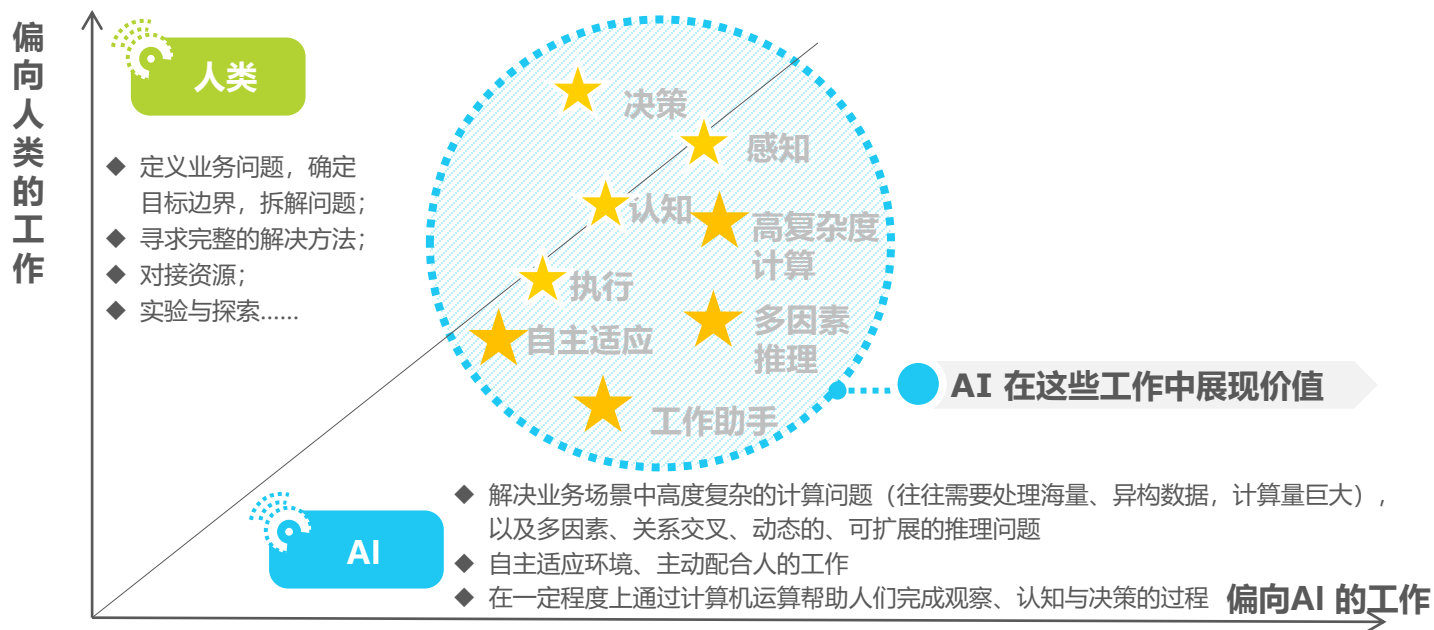 偏向人类的工作
人类
定义业务问题，确定
目标边界，拆解问题；
寻求完整的解决方法；
对接资源；
实验与探索......
决策
感知
认知
高复杂度
计算
执行
自主适应
多因素
推理
工作助手
AI 在这些工作中展现价值
AI
解决业务场景中高度复杂的计算问题（往往需要处理海量、异构数据，计算量巨大），
以及多因素、关系交叉、动态的、可扩展的推理问题
自主适应环境、主动配合人的工作
在一定程度上通过计算机运算帮助人们完成观察、认知与决策的过程
偏向AI 的工作